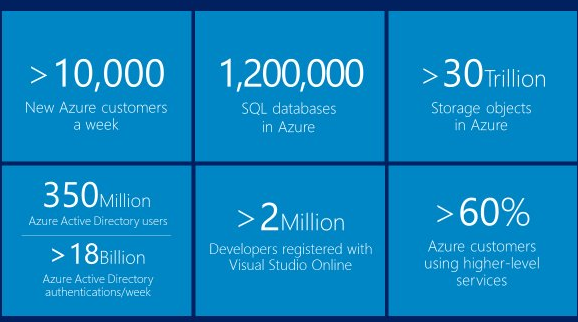 >10,000
New Azure customers
a week
1,200,000
SQL databases
in Azure
>30Trillion
Storage objects
in Azure
350Million
Azure Active Directory users
>18Billion
Azure Active Directory
authentications/week
>2Million
Developers registered with
Visual Studio Online
>60%
Azure customers
using higher-level
services